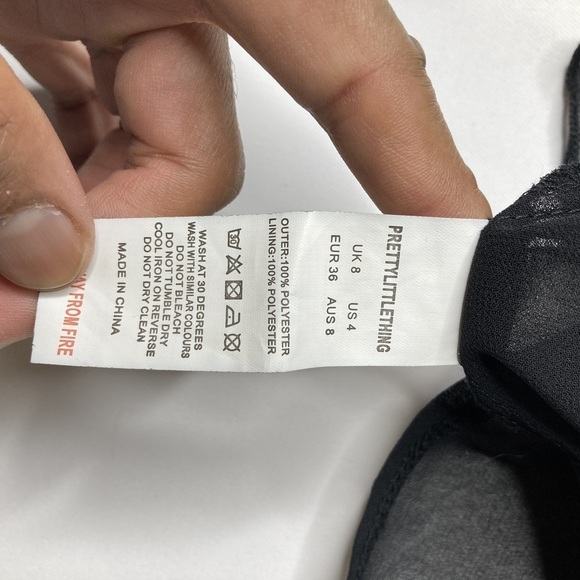 PRETTYLITTLETHING
UK 8 US 4
EUR 36 AUS 8
OUTER:100% POLYESTER
LINING:100% POLYESTER
30
WASH AT 30 DEGREES
WASH WITH SIMILAR COLOURS
DO NOT BLEACH
DO NOT TUMBLE DRY
COOL IRON ON REVERSE
DO NOT DRY CLEAN
MADE IN CHINA
FROM FIRE